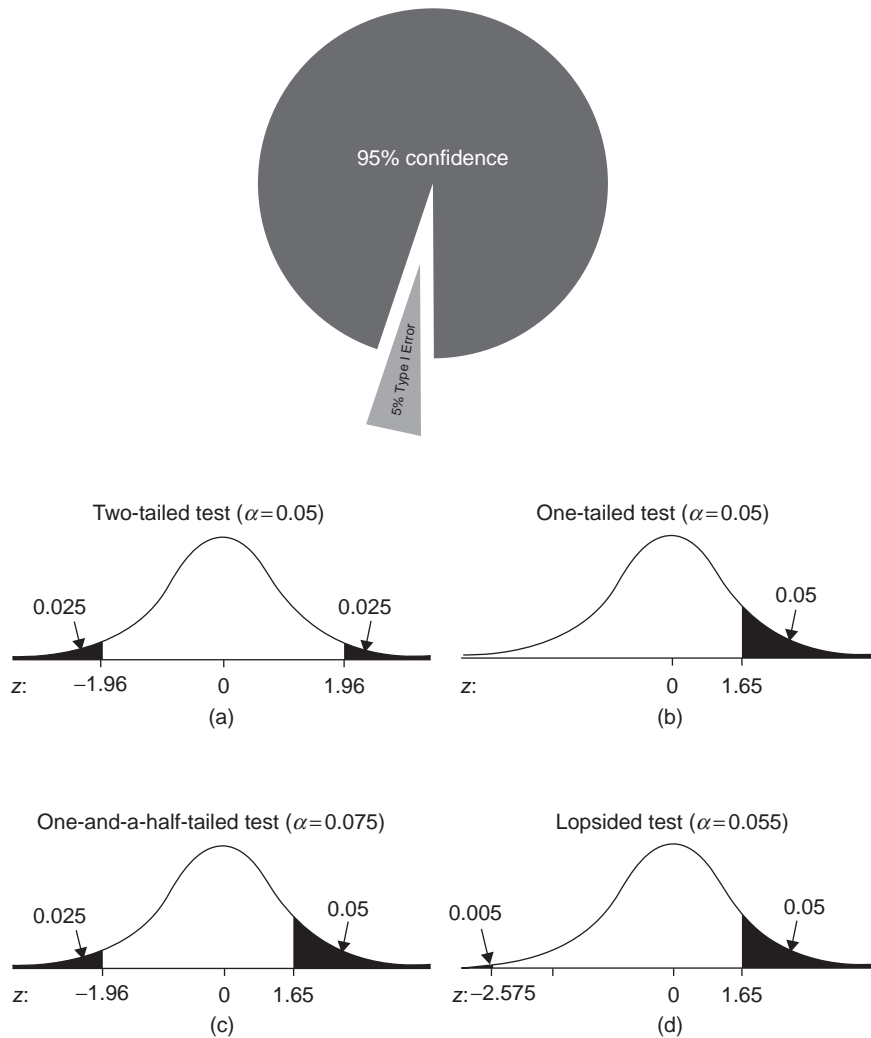 95% confidence
5% Type I Error
Two-tailed test (α=0.05)
0.025
0.025
z:
−1.96
0
1.96
(a)
One-tailed test (α=0.05)
0.05
z:
0
1.65
(b)
One-and-a-half-tailed test (α=0.075)
0.025
0.05
z:
−1.96
0
1.65
(c)
Lopsided test (α=0.055)
0.005
0.05
z:
−2.575
0
1.65
(d)